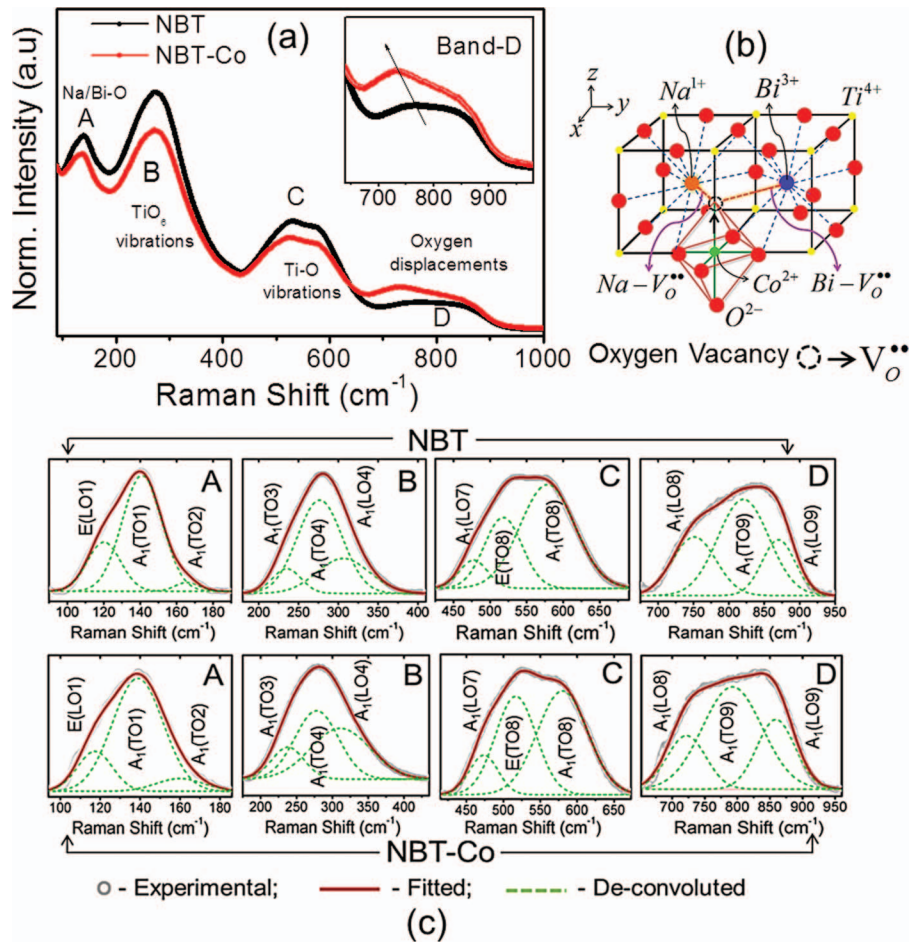 NBT
NBT-Co
(a)
Band-D
Na/Bi-O
A
B
TiO₆
vibrations
C
Ti-O
vibrations
Oxygen
displacements
D
700 800 900
Norm. Intensity (a.u)
200 400 600 800 1000
Raman Shift (cm⁻¹)
(b)
z
y
x
Na¹⁺
Bi³⁺
Ti⁴⁺
Na–V_O^••
Co²⁺
Bi–V_O^••
O²⁻
Oxygen Vacancy → V_O^••
NBT
A
E(LO1)
A₁(TO1)
A₁(TO2)
100 120 140 160 180
Raman Shift (cm⁻¹)
B
A₁(TO3)
A₁(TO4)
A₁(LO4)
200 250 300 350 400
Raman Shift (cm⁻¹)
C
A₁(LO7)
E(TO8)
A₁(TO8)
450 500 550 600 650
Raman Shift (cm⁻¹)
D
A₁(LO8)
A₁(TO9)
A₁(LO9)
700 750 800 850 900 950
Raman Shift (cm⁻¹)
A
E(LO1)
A₁(TO1)
A₁(TO2)
100 120 140 160 180
Raman Shift (cm⁻¹)
B
A₁(TO3)
A₁(TO4)
A₁(LO4)
200 250 300 350 400
Raman Shift (cm⁻¹)
C
A₁(LO7)
E(TO8)
A₁(TO8)
450 500 550 600 650
Raman Shift (cm⁻¹)
D
A₁(LO8)
A₁(TO9)
A₁(LO9)
700 750 800 850 900 950
Raman Shift (cm⁻¹)
NBT-Co
- Experimental; - Fitted; - De-convoluted
(c)